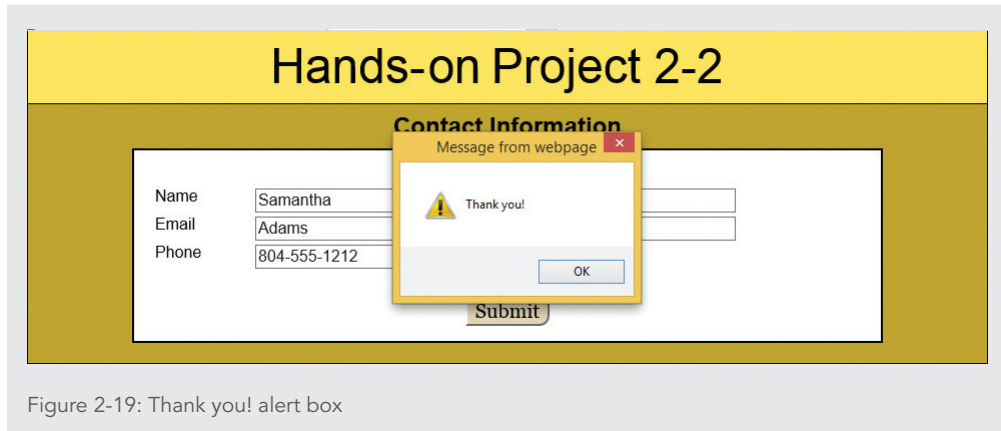 Hands-on Project 2-2
Contact Information
Message from webpage
Thank you!
OK
Name Samantha
Email Adams
Phone 804-555-1212
Submit
Figure 2-19: Thank you! alert box